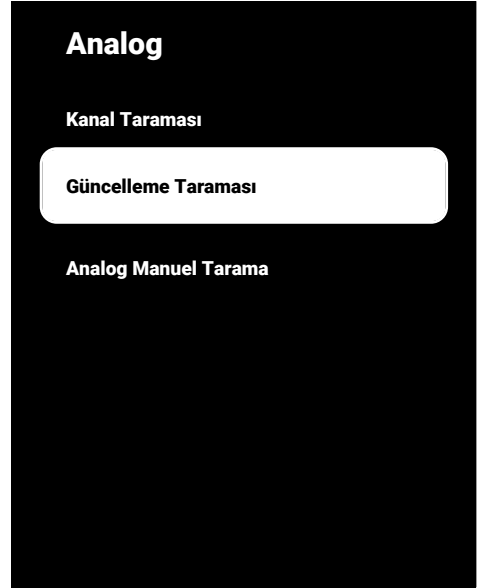 Analog
Kanal Taraması
Güncelleme Taraması
Analog Manuel Tarama